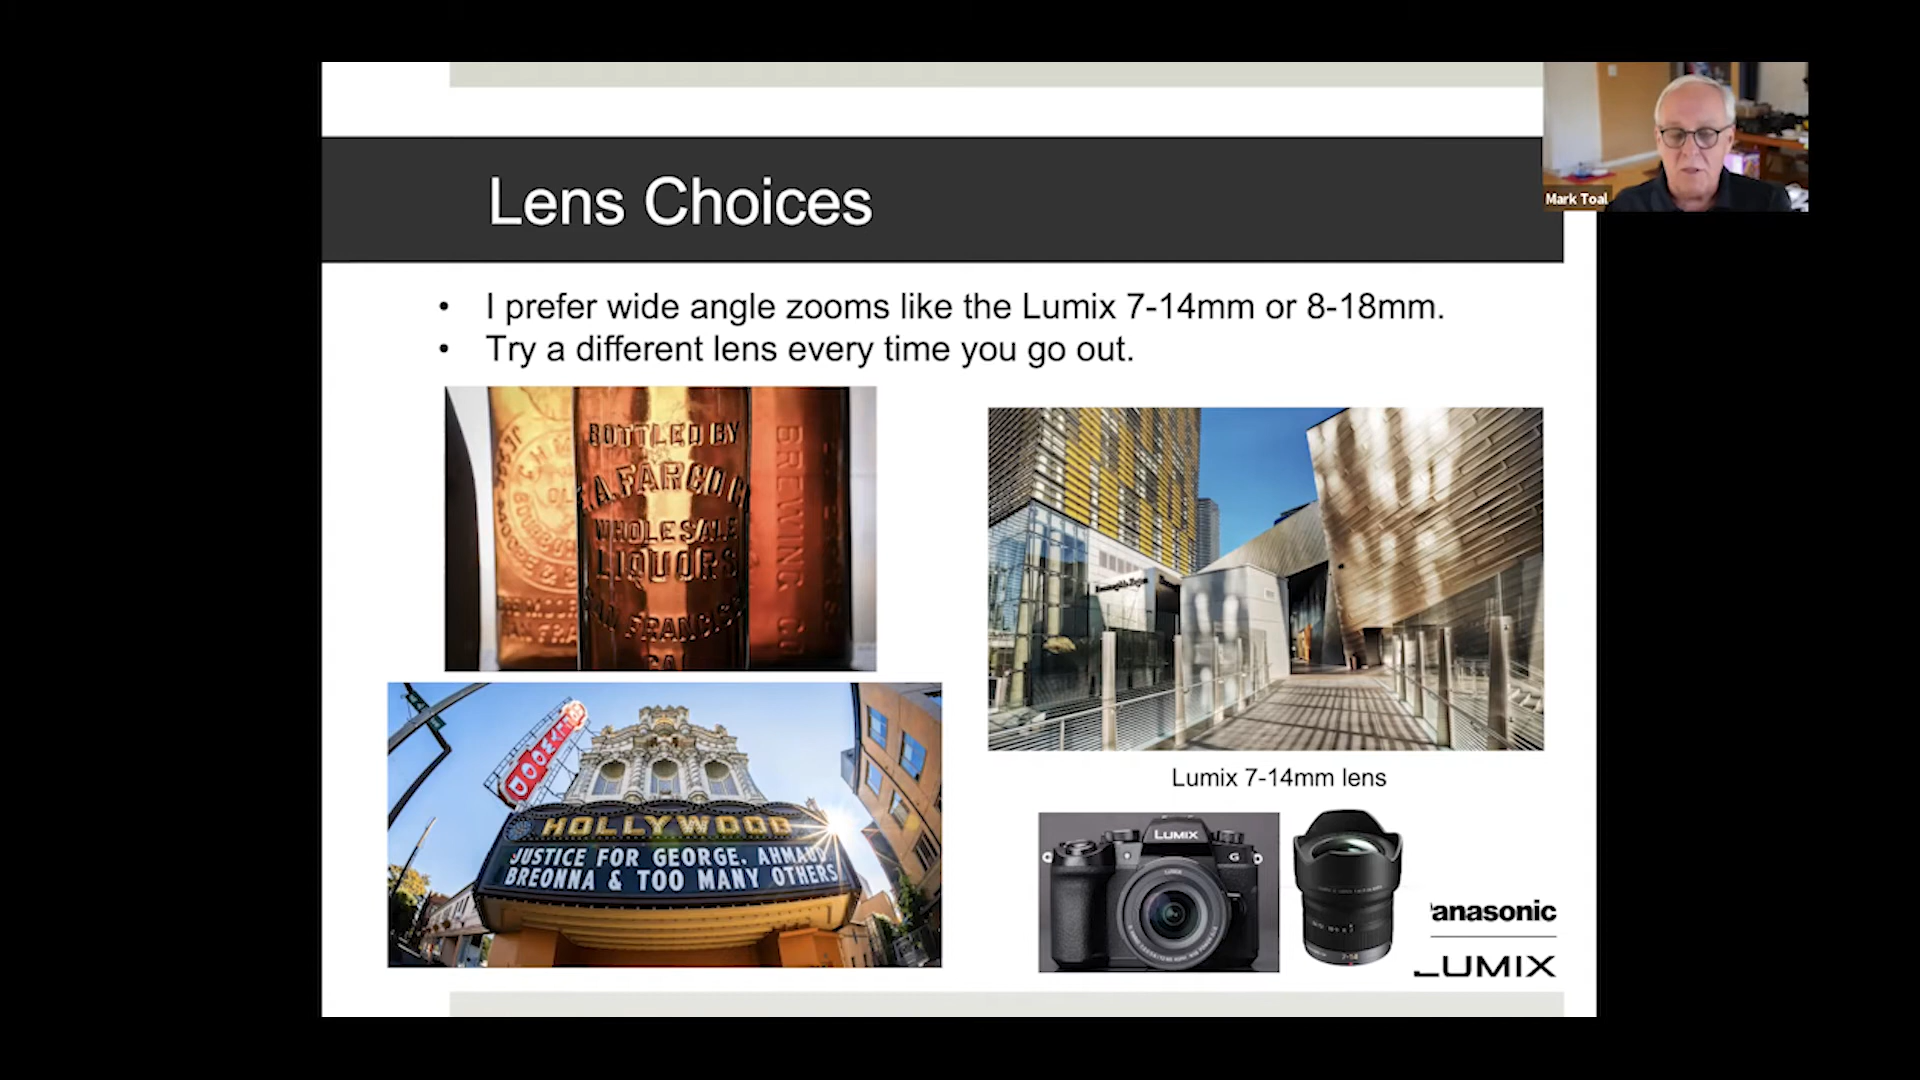 Mark Toal
Lens Choices
• I prefer wide angle zooms like the Lumix 7-14mm or 8-18mm.
• Try a different lens every time you go out.
BOTTLED BY
WHOLESALE
LIQUORS
BREWING CO
HOLLYWOOD
JUSTICE FOR GEORGE, AHMAUD,
BREONNA & TOO MANY OTHERS
Lumix 7-14mm lens
LUMIX
G
7-14
anasonic
LUMIX